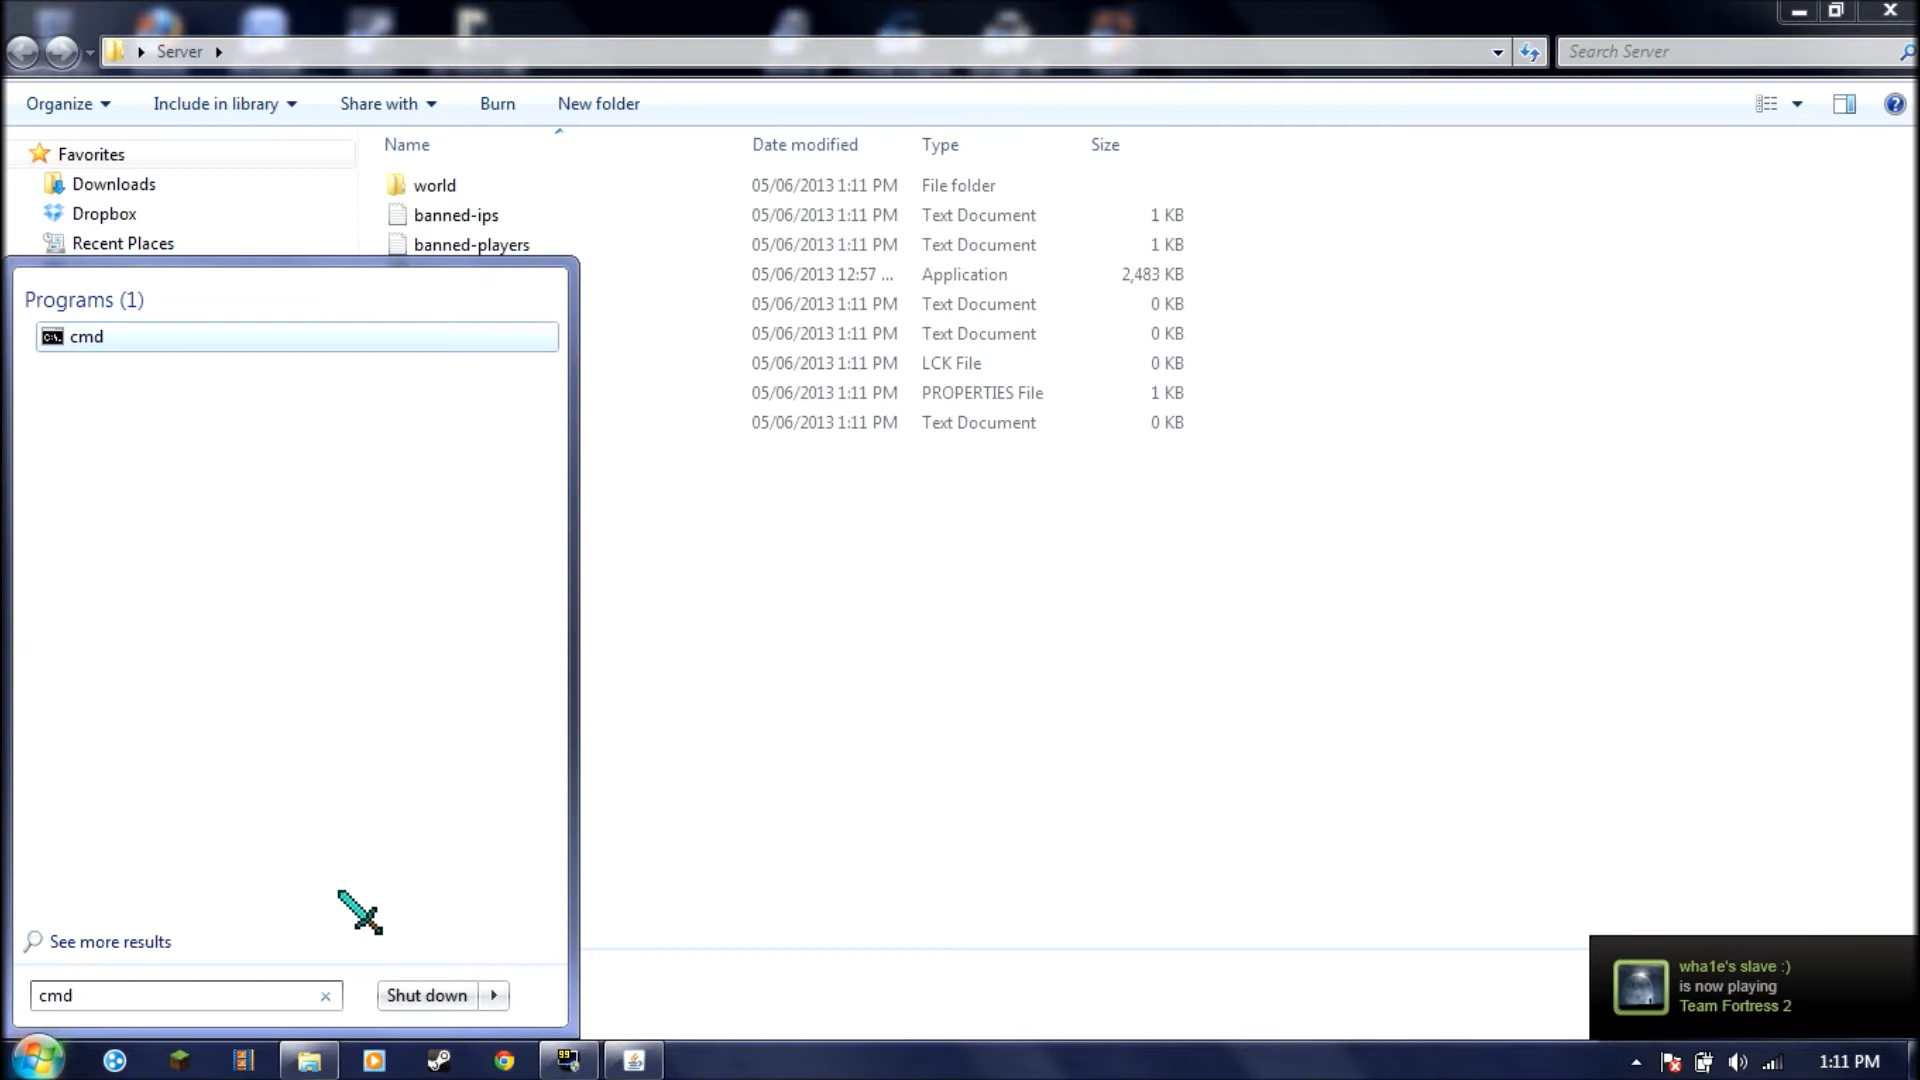 Server
Search Server
Organize Include in library Share with Burn New folder
Name Date modified Type Size
Favorites
Downloads
Dropbox
Recent Places
world 05/06/2013 1:11 PM File folder
banned-ips 05/06/2013 1:11 PM Text Document 1 KB
banned-players 05/06/2013 1:11 PM Text Document 1 KB
05/06/2013 12:57 ... Application 2,483 KB
05/06/2013 1:11 PM Text Document 0 KB
05/06/2013 1:11 PM Text Document 0 KB
05/06/2013 1:11 PM LCK File 0 KB
05/06/2013 1:11 PM PROPERTIES File 1 KB
05/06/2013 1:11 PM Text Document 0 KB
Programs (1)
C:\. cmd
See more results
cmd
Shut down
wha1e's slave :)
is now playing
Team Fortress 2
99
1:11 PM